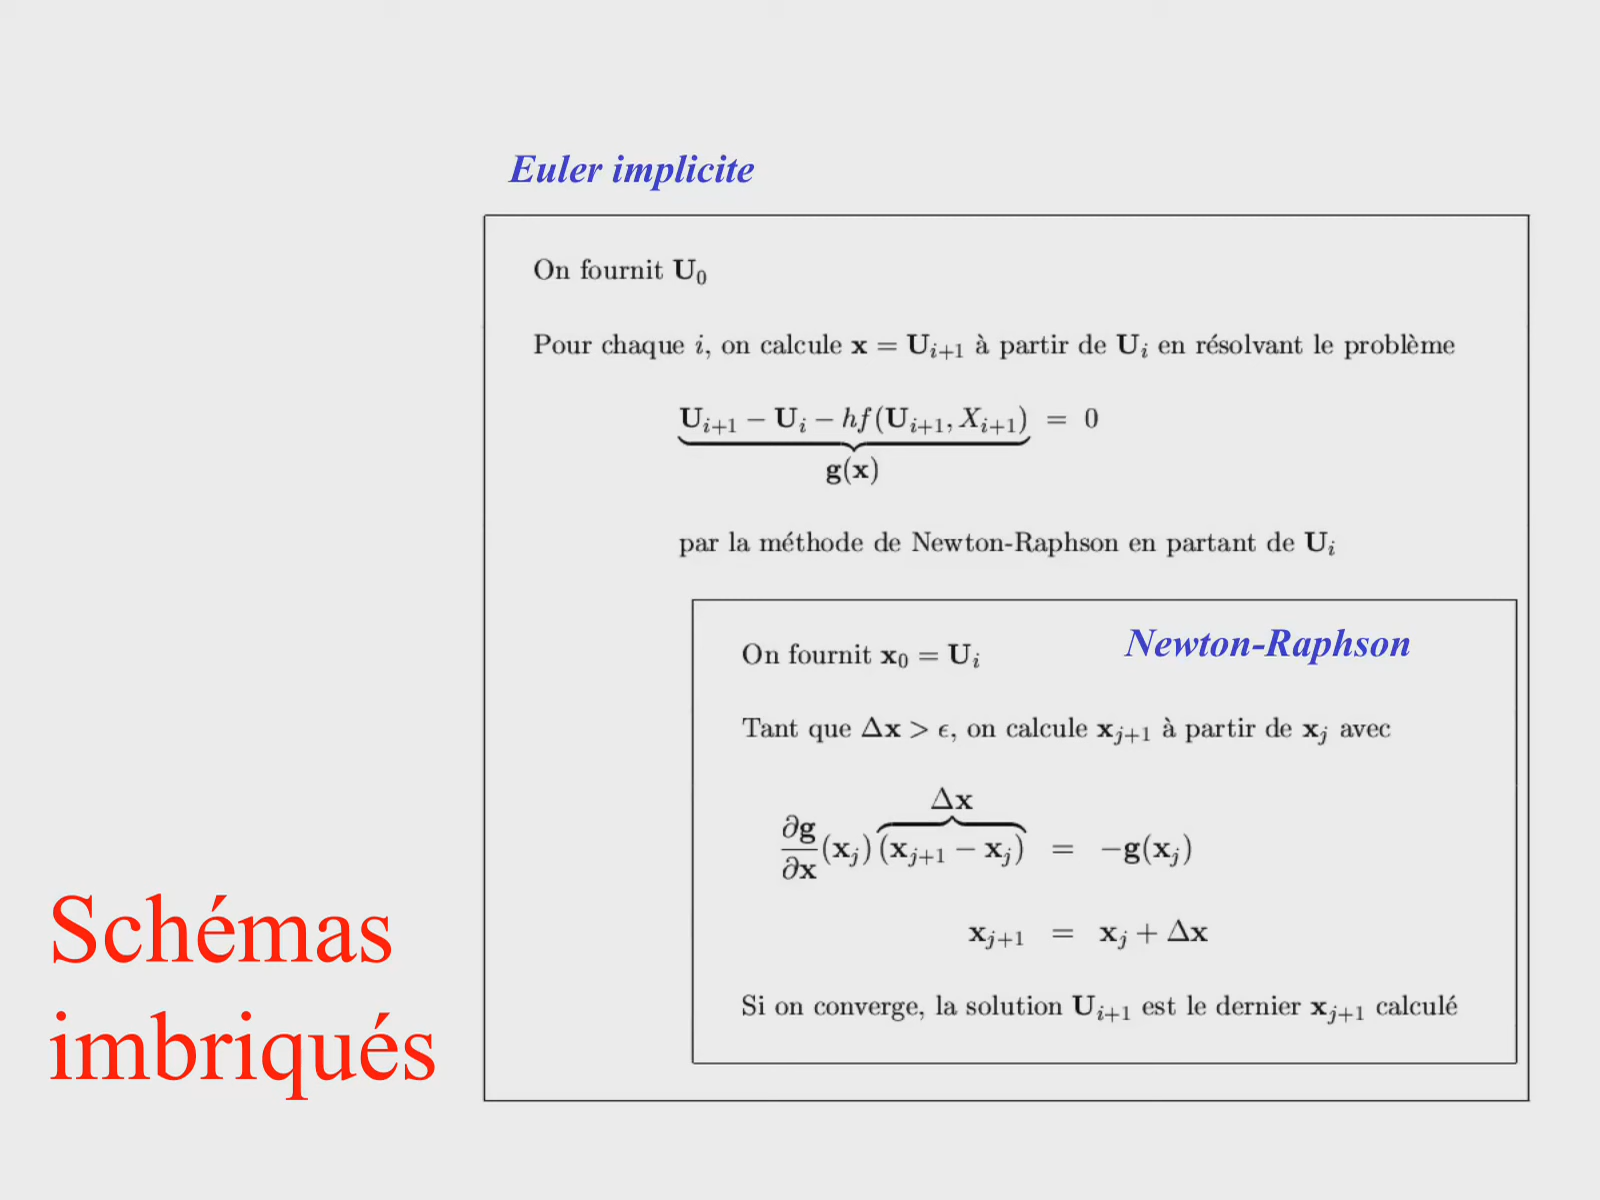 Euler implicite
On fournit U₀
Pour chaque i, on calcule x = Uᵢ₊₁ à partir de Uᵢ en résolvant le problème
Uᵢ₊₁ − Uᵢ − hf(Uᵢ₊₁, Xᵢ₊₁) = 0
g(x)
par la méthode de Newton-Raphson en partant de Uᵢ
Newton-Raphson
On fournit x₀ = Uᵢ
Tant que Δx > ϵ, on calcule xⱼ₊₁ à partir de xⱼ avec
Δx
∂g/∂x (xⱼ) (xⱼ₊₁ − xⱼ) = −g(xⱼ)
xⱼ₊₁ = xⱼ + Δx
Si on converge, la solution Uᵢ₊₁ est le dernier xⱼ₊₁ calculé
Schémas
imbriqués